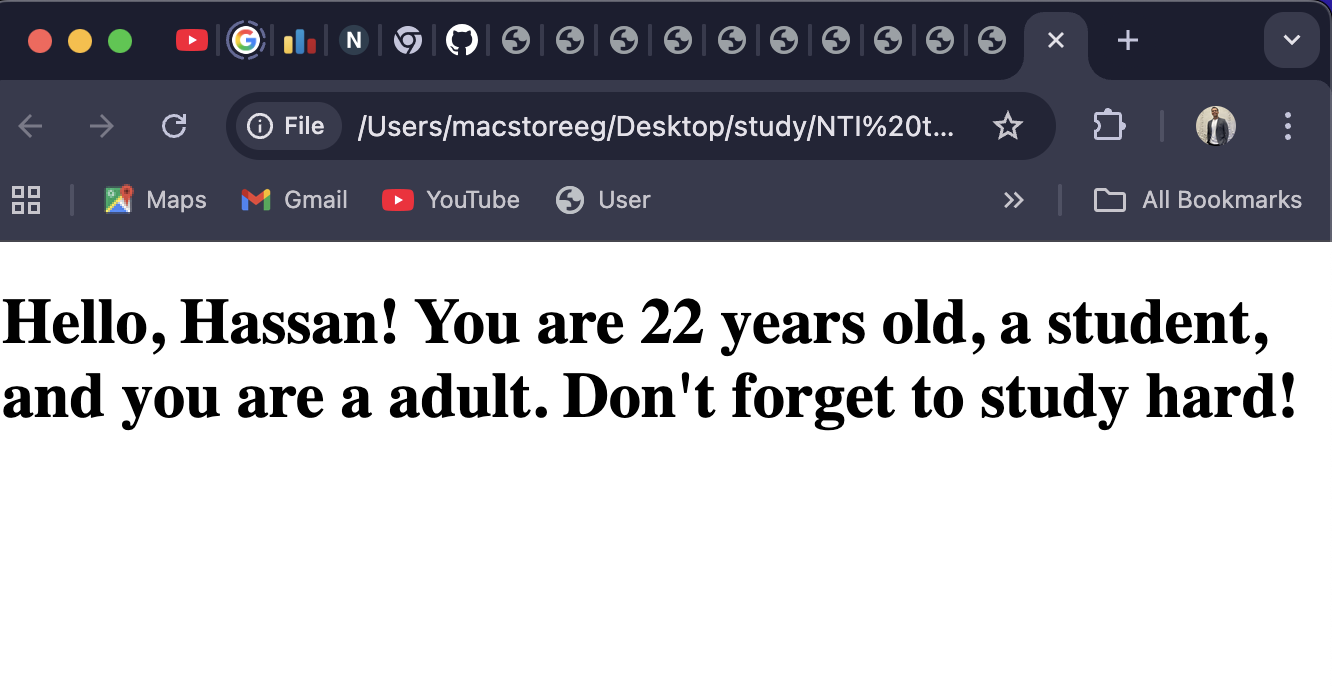 N
File
/Users/macstoreeg/Desktop/study/NTI%20t...
Maps
Gmail
YouTube
User
All Bookmarks
Hello, Hassan! You are 22 years old, a student,
and you are a adult. Don't forget to study hard!